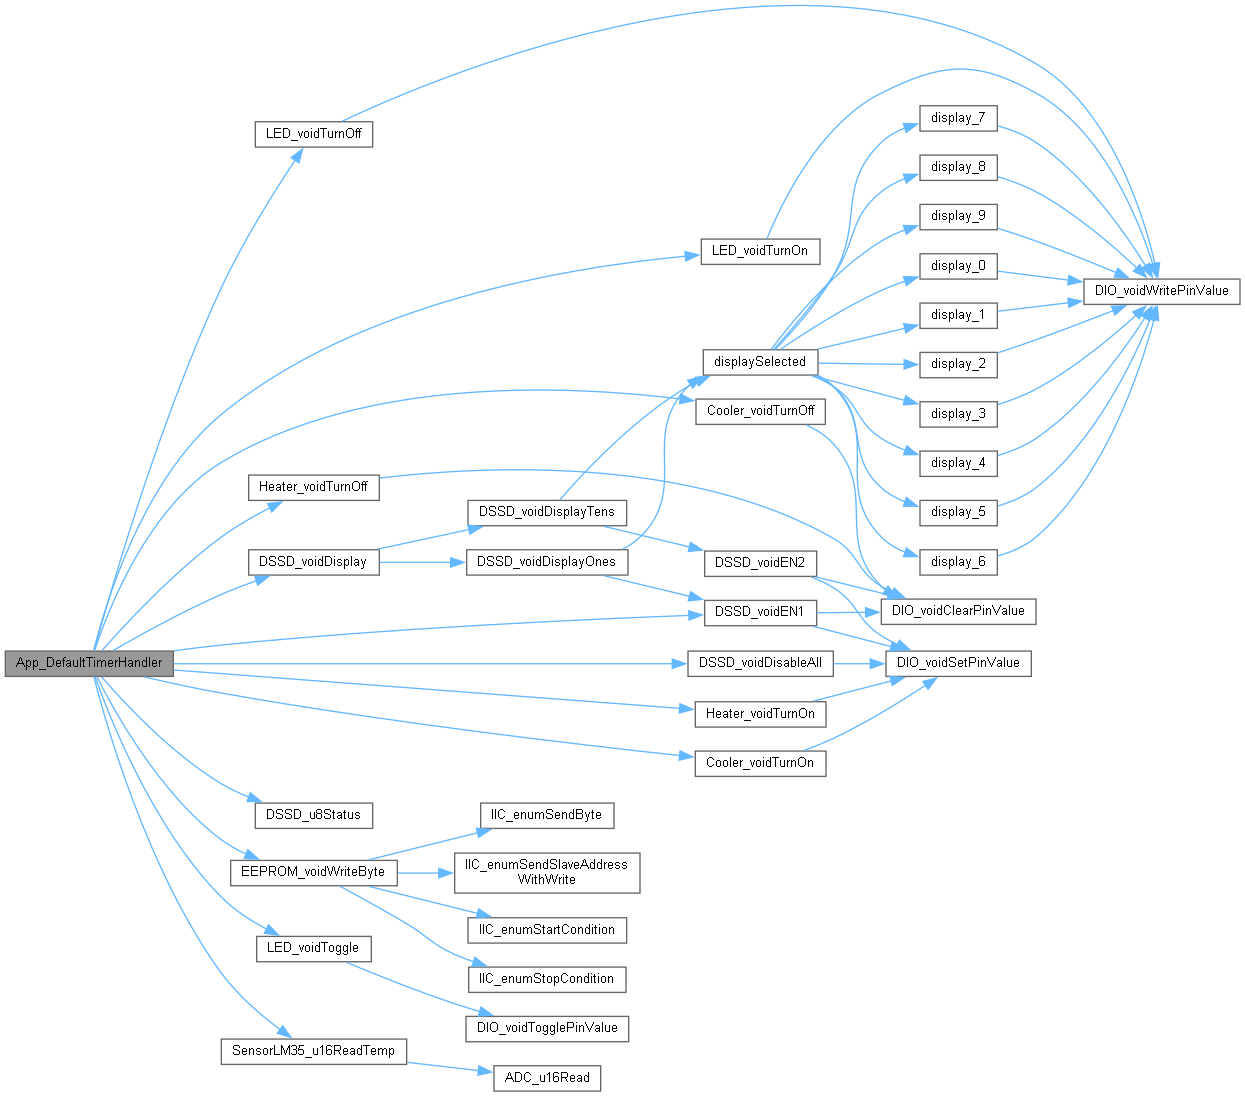 App_DefaultTimerHandler
LED_voidTurnOff
Heater_voidTurnOff
DSSD_voidDisplay
DSSD_u8Status
EEPROM_voidWriteByte
LED_voidToggle
SensorLM35_u16ReadTemp
DSSD_voidDisplayTens
DSSD_voidDisplayOnes
IIC_enumSendByte
IIC_enumSendSlaveAddress
WithWrite
IIC_enumStartCondition
IIC_enumStopCondition
DIO_voidTogglePinValue
ADC_u16Read
LED_voidTurnOn
displaySelected
Cooler_voidTurnOff
DSSD_voidEN2
DSSD_voidEN1
DSSD_voidDisableAll
Heater_voidTurnOn
Cooler_voidTurnOn
display_7
display_8
display_9
display_0
display_1
display_2
display_3
display_4
display_5
display_6
DIO_voidClearPinValue
DIO_voidSetPinValue
DIO_voidWritePinValue